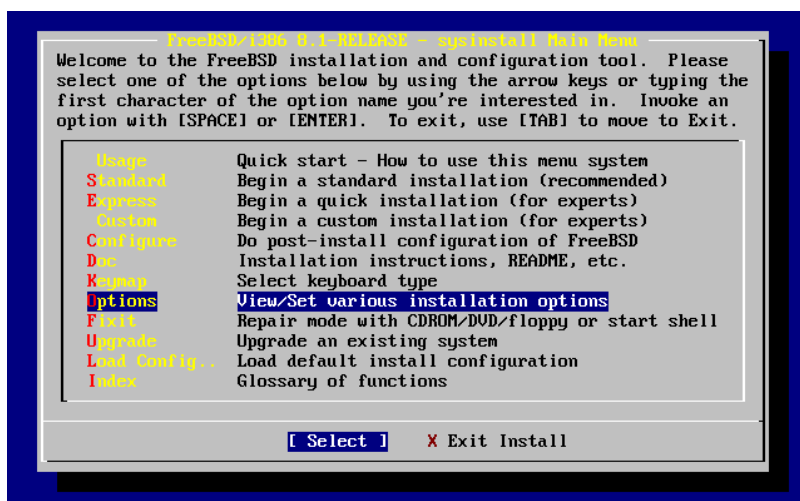 FreeBSD/i386 8.1-RELEASE - sysinstall Main Menu
Welcome to the FreeBSD installation and configuration tool.  Please
select one of the options below by using the arrow keys or typing the
first character of the option name you're interested in.  Invoke an
option with [SPACE] or [ENTER].  To exit, use [TAB] to move to Exit.
Usage Quick start - How to use this menu system
Standard Begin a standard installation (recommended)
Express Begin a quick installation (for experts)
Custom Begin a custom installation (for experts)
Configure Do post-install configuration of FreeBSD
Doc Installation instructions, README, etc.
Keymap Select keyboard type
Options View/Set various installation options
Fixit Repair mode with CDROM/DVD/floppy or start shell
Upgrade Upgrade an existing system
Load Config.. Load default install configuration
Index Glossary of functions
[ Select ] X Exit Install